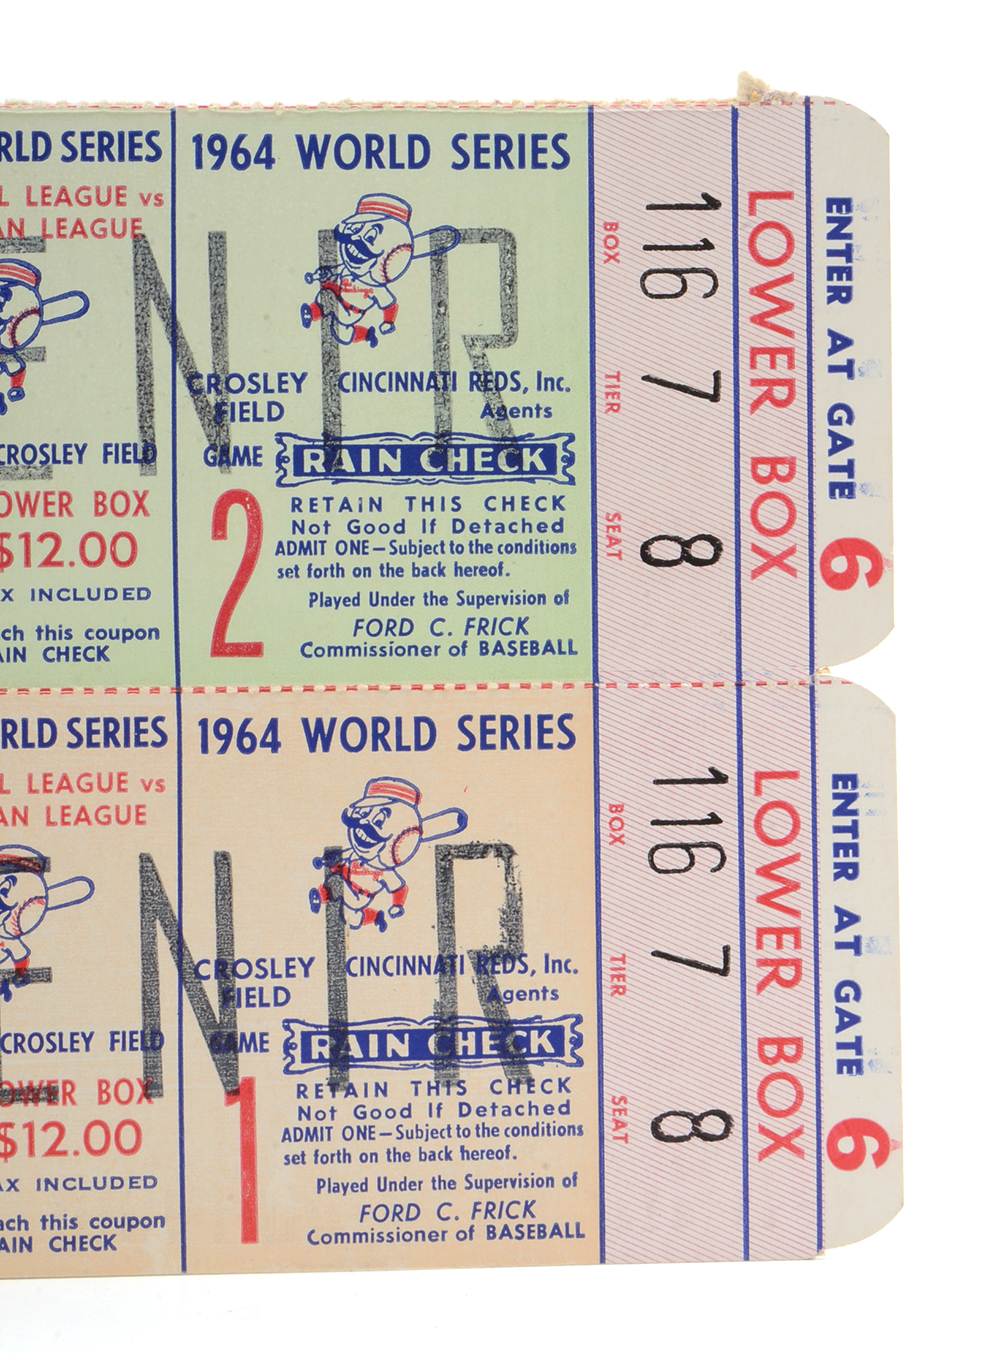 RLD SERIES
L LEAGUE vs
AN LEAGUE
CROSLEY FIELD
OWER BOX
$12.00
X INCLUDED
ch this coupon
AIN CHECK
1964 WORLD SERIES
CROSLEY FIELD
CINCINNATI REDS, Inc.
Agents
GAME
2
RAIN CHECK
RETAIN THIS CHECK
Not Good If Detached
ADMIT ONE—Subject to the conditions
set forth on the back hereof.
Played Under the Supervision of
FORD C. FRICK
Commissioner of BASEBALL
BOX 116
TIER 7
SEAT 8
LOWER BOX
ENTER AT GATE 6
E N I R
RLD SERIES
L LEAGUE vs
AN LEAGUE
CROSLEY FIELD
OWER BOX
$12.00
AX INCLUDED
ach this coupon
AIN CHECK
1964 WORLD SERIES
CROSLEY FIELD
CINCINNATI REDS, Inc.
Agents
GAME
1
RAIN CHECK
RETAIN THIS CHECK
Not Good If Detached
ADMIT ONE—Subject to the conditions
set forth on the back hereof.
Played Under the Supervision of
FORD C. FRICK
Commissioner of BASEBALL
BOX 116
TIER 7
SEAT 8
LOWER BOX
ENTER AT GATE 6
E N I R